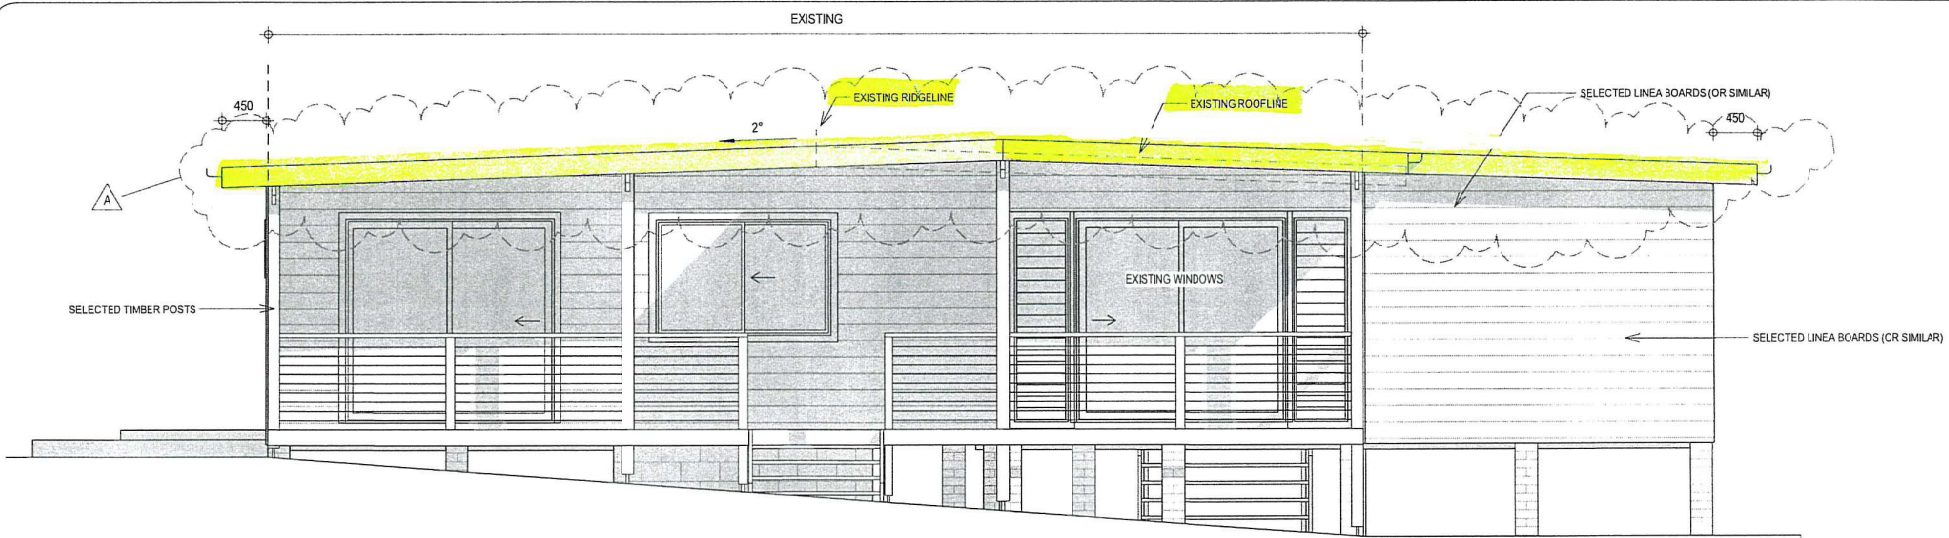 EXISTING
450
EXISTING RIDGELINE
EXISTING ROOFLINE
SELECTED LINEA BOARDS (OR SIMILAR)
450
2°
A
EXISTING WINDOWS
SELECTED TIMBER POSTS
SELECTED LINEA BOARDS (OR SIMILAR)